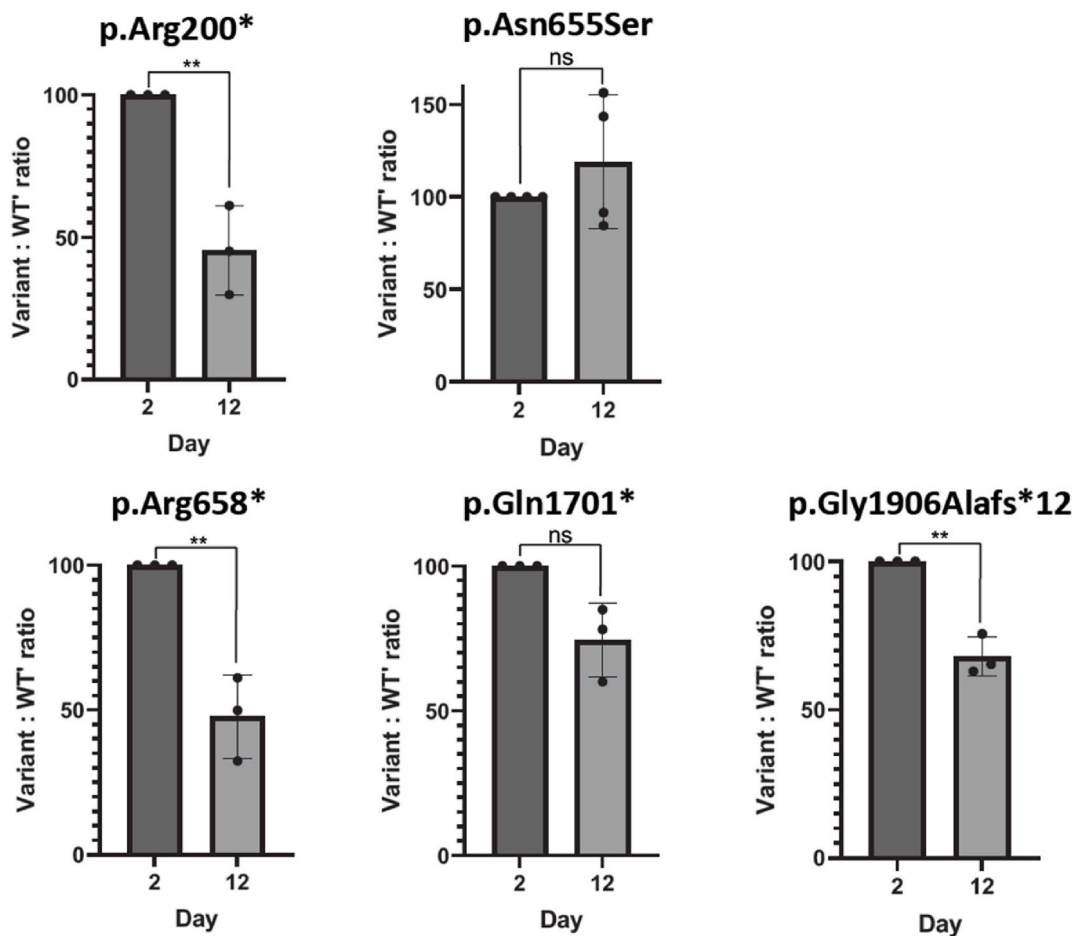 p.Arg200*
**
Variant : WT' ratio
100
50
0
2 12
Day
p.Asn655Ser
ns
Variant : WT' ratio
150
100
50
0
2 12
Day
p.Arg658*
**
Variant : WT' ratio
100
50
0
2 12
Day
p.Gln1701*
ns
Variant : WT' ratio
100
50
0
2 12
Day
p.Gly1906Alafs*12
**
Variant : WT' ratio
100
50
0
2 12
Day